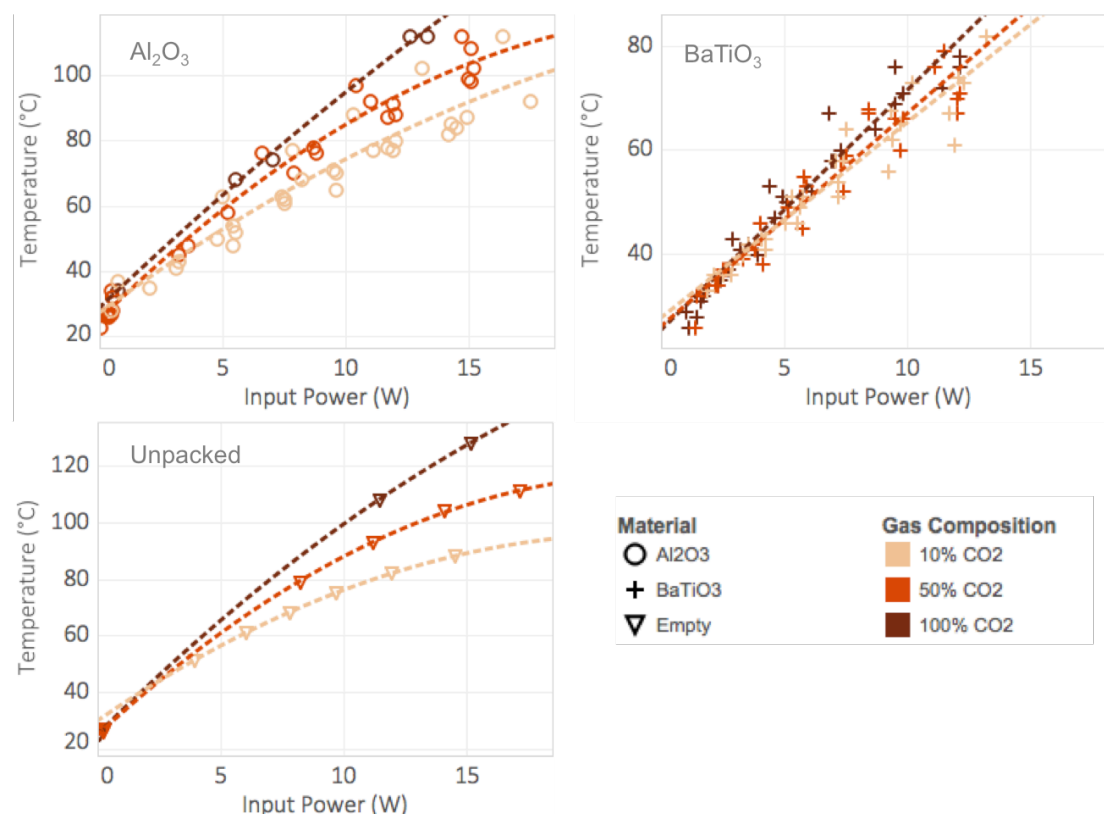 Al₂O₃
Temperature (°C)
100
80
60
40
20
0 5 10 15
Input Power (W)
BaTiO₃
Temperature (°C)
80
60
40
0 5 10 15
Input Power (W)
Unpacked
Temperature (°C)
120
100
80
60
40
20
0 5 10 15
Input Power (W)
Material
Al2O3
BaTiO3
Empty
Gas Composition
10% CO2
50% CO2
100% CO2